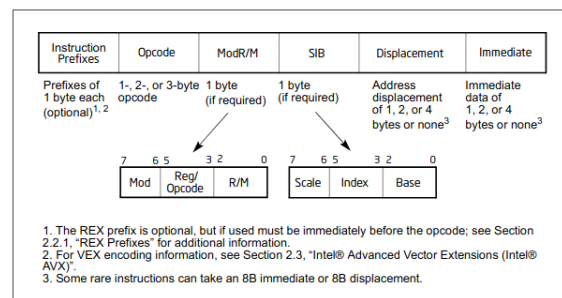 Instruction Prefixes Opcode ModR/M SIB Displacement Immediate
Prefixes of 1-, 2-, or 3-byte 1 byte 1 byte Address Immediate
1 byte each opcode (if required) (if required) displacement data of
(optional)1, 2 of 1, 2, or 4 1, 2, or 4
bytes or none3 bytes or none3
7 6 5 3 2 0 7 6 5 3 2 0
Mod Reg/Opcode R/M Scale Index Base
1. The REX prefix is optional, but if used must be immediately before the opcode; see Section
2.2.1, “REX Prefixes” for additional information.
2. For VEX encoding information, see Section 2.3, “Intel® Advanced Vector Extensions (Intel®
AVX)”.
3. Some rare instructions can take an 8B immediate or 8B displacement.